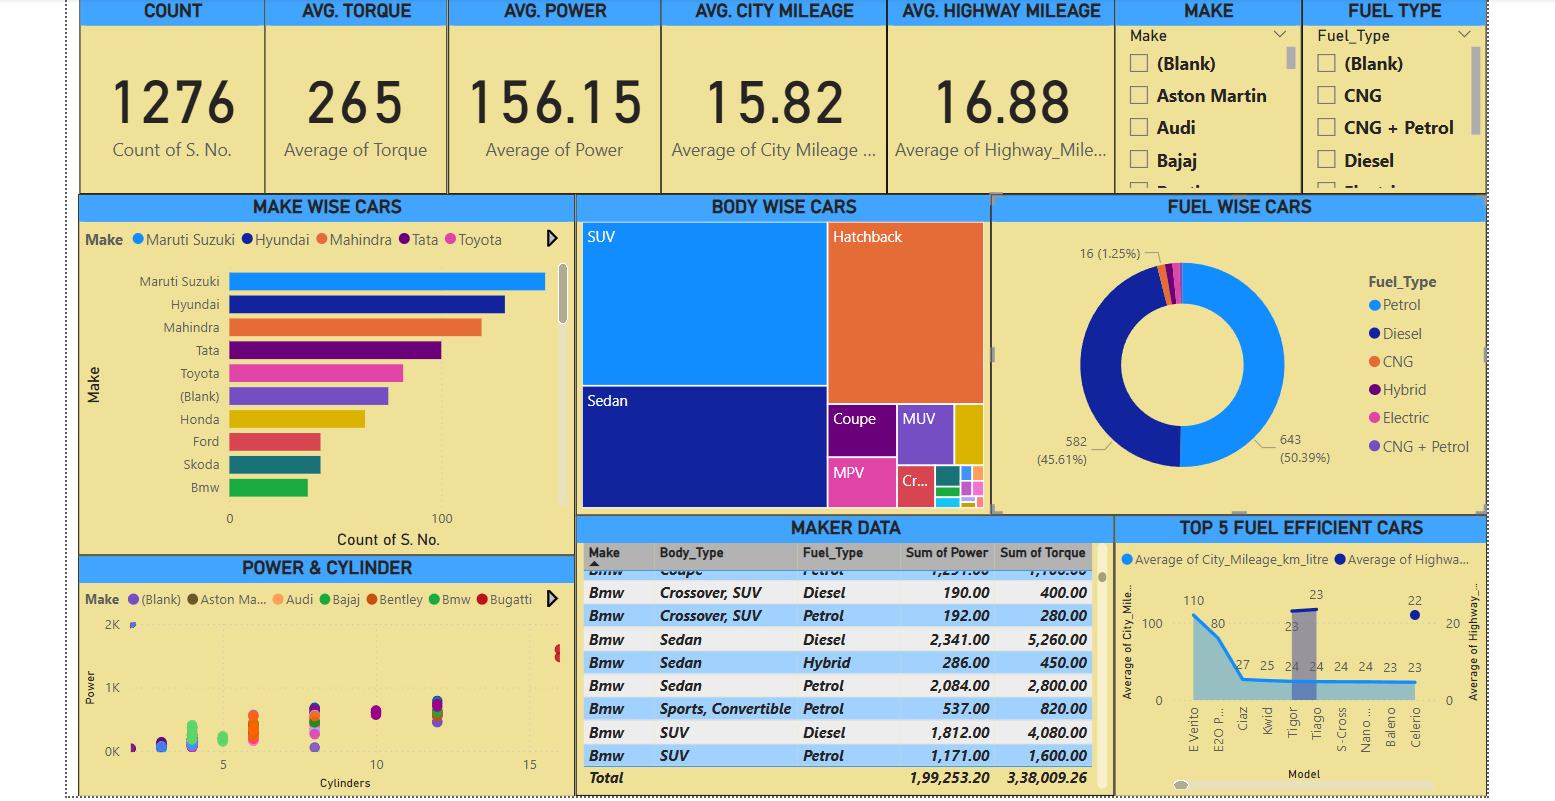 COUNT
AVG. TORQUE
AVG. POWER
AVG. CITY MILEAGE
AVG. HIGHWAY MILEAGE
MAKE
FUEL TYPE
1276
Count of S. No.
265
Average of Torque
156.15
Average of Power
15.82
Average of City Mileage ...
16.88
Average of Highway_Mile...
Make
(Blank)
Aston Martin
Audi
Bajaj
Fuel_Type
(Blank)
CNG
CNG + Petrol
Diesel
MAKE WISE CARS
Make Maruti Suzuki Hyundai Mahindra Tata Toyota
Make
Maruti Suzuki
Hyundai
Mahindra
Tata
Toyota
(Blank)
Honda
Ford
Skoda
Bmw
0 100
Count of S. No.
BODY WISE CARS
SUV
Hatchback
Sedan
Coupe
MUV
MPV
Cr...
FUEL WISE CARS
16 (1.25%)
582
(45.61%)
643
(50.39%)
Fuel_Type
Petrol
Diesel
CNG
Hybrid
Electric
CNG + Petrol
POWER & CYLINDER
Make (Blank) Aston Ma... Audi Bajaj Bentley Bmw Bugatti
Power
2K
1K
0K
5 10 15
Cylinders
MAKER DATA
Make Body_Type Fuel_Type Sum of Power Sum of Torque
Bmw Coupe Petrol 1,291.00 1,100.00
Bmw Crossover, SUV Diesel 190.00 400.00
Bmw Crossover, SUV Petrol 192.00 280.00
Bmw Sedan Diesel 2,341.00 5,260.00
Bmw Sedan Hybrid 286.00 450.00
Bmw Sedan Petrol 2,084.00 2,800.00
Bmw Sports, Convertible Petrol 537.00 820.00
Bmw SUV Diesel 1,812.00 4,080.00
Bmw SUV Petrol 1,171.00 1,600.00
Total 1,99,253.20 3,38,009.26
TOP 5 FUEL EFFICIENT CARS
Average of City_Mileage_km_litre Average of Highwa...
Average of City_Mile...
100
0
110
80
27 25 24 24 24 24 23 23
23
23
22
20
0
Average of Highway_...
E Verito
E2O P...
Ciaz
Kwid
Tigor
Tiago
S-Cross
Nano ...
Baleno
Celerio
Model